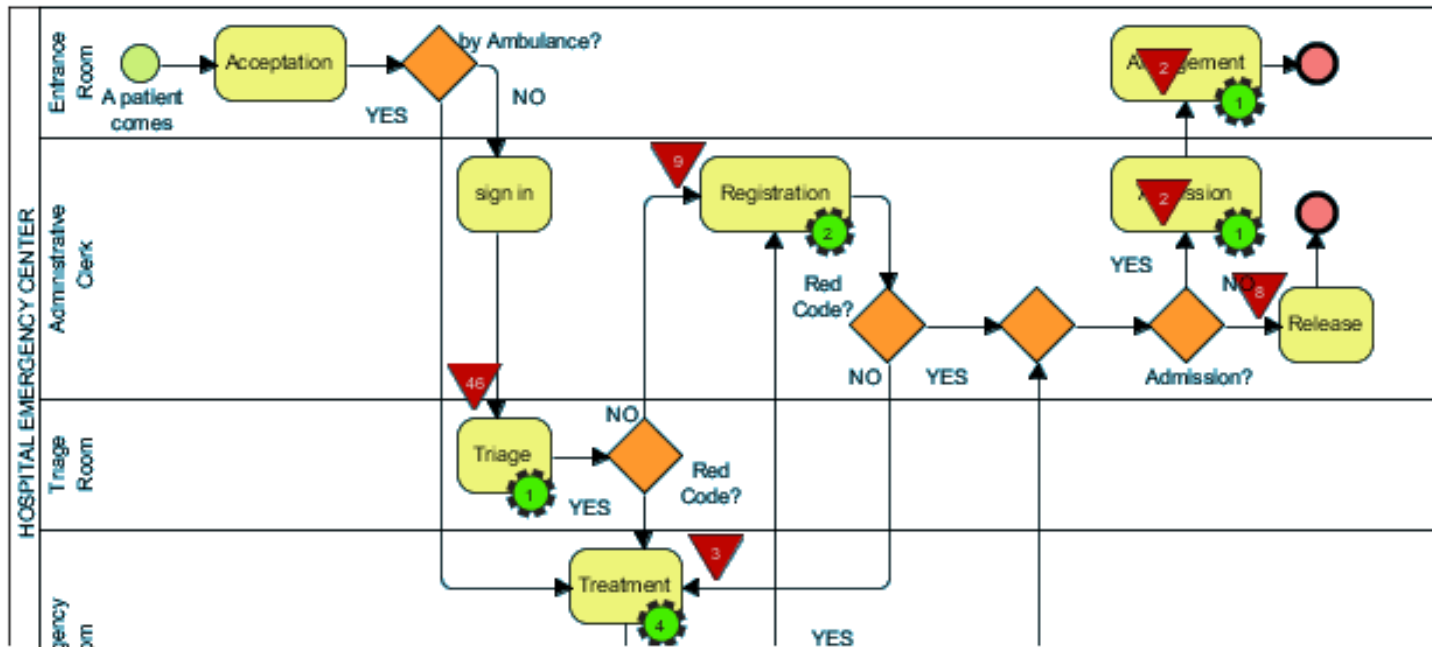 HOSPITAL EMERGENCY CENTER
Entrance
Room
A patient
comes
Acceptation
by Ambulance?
YES
NO
2
1
Administrative
Clerk
sign in
9
Registration
2
Red
Code?
NO
YES
2
1
YES
NO
8
Admission?
Release
Triage
Room
46
Triage
1
NO
YES
Red
Code?
Treatment
3
4
YES